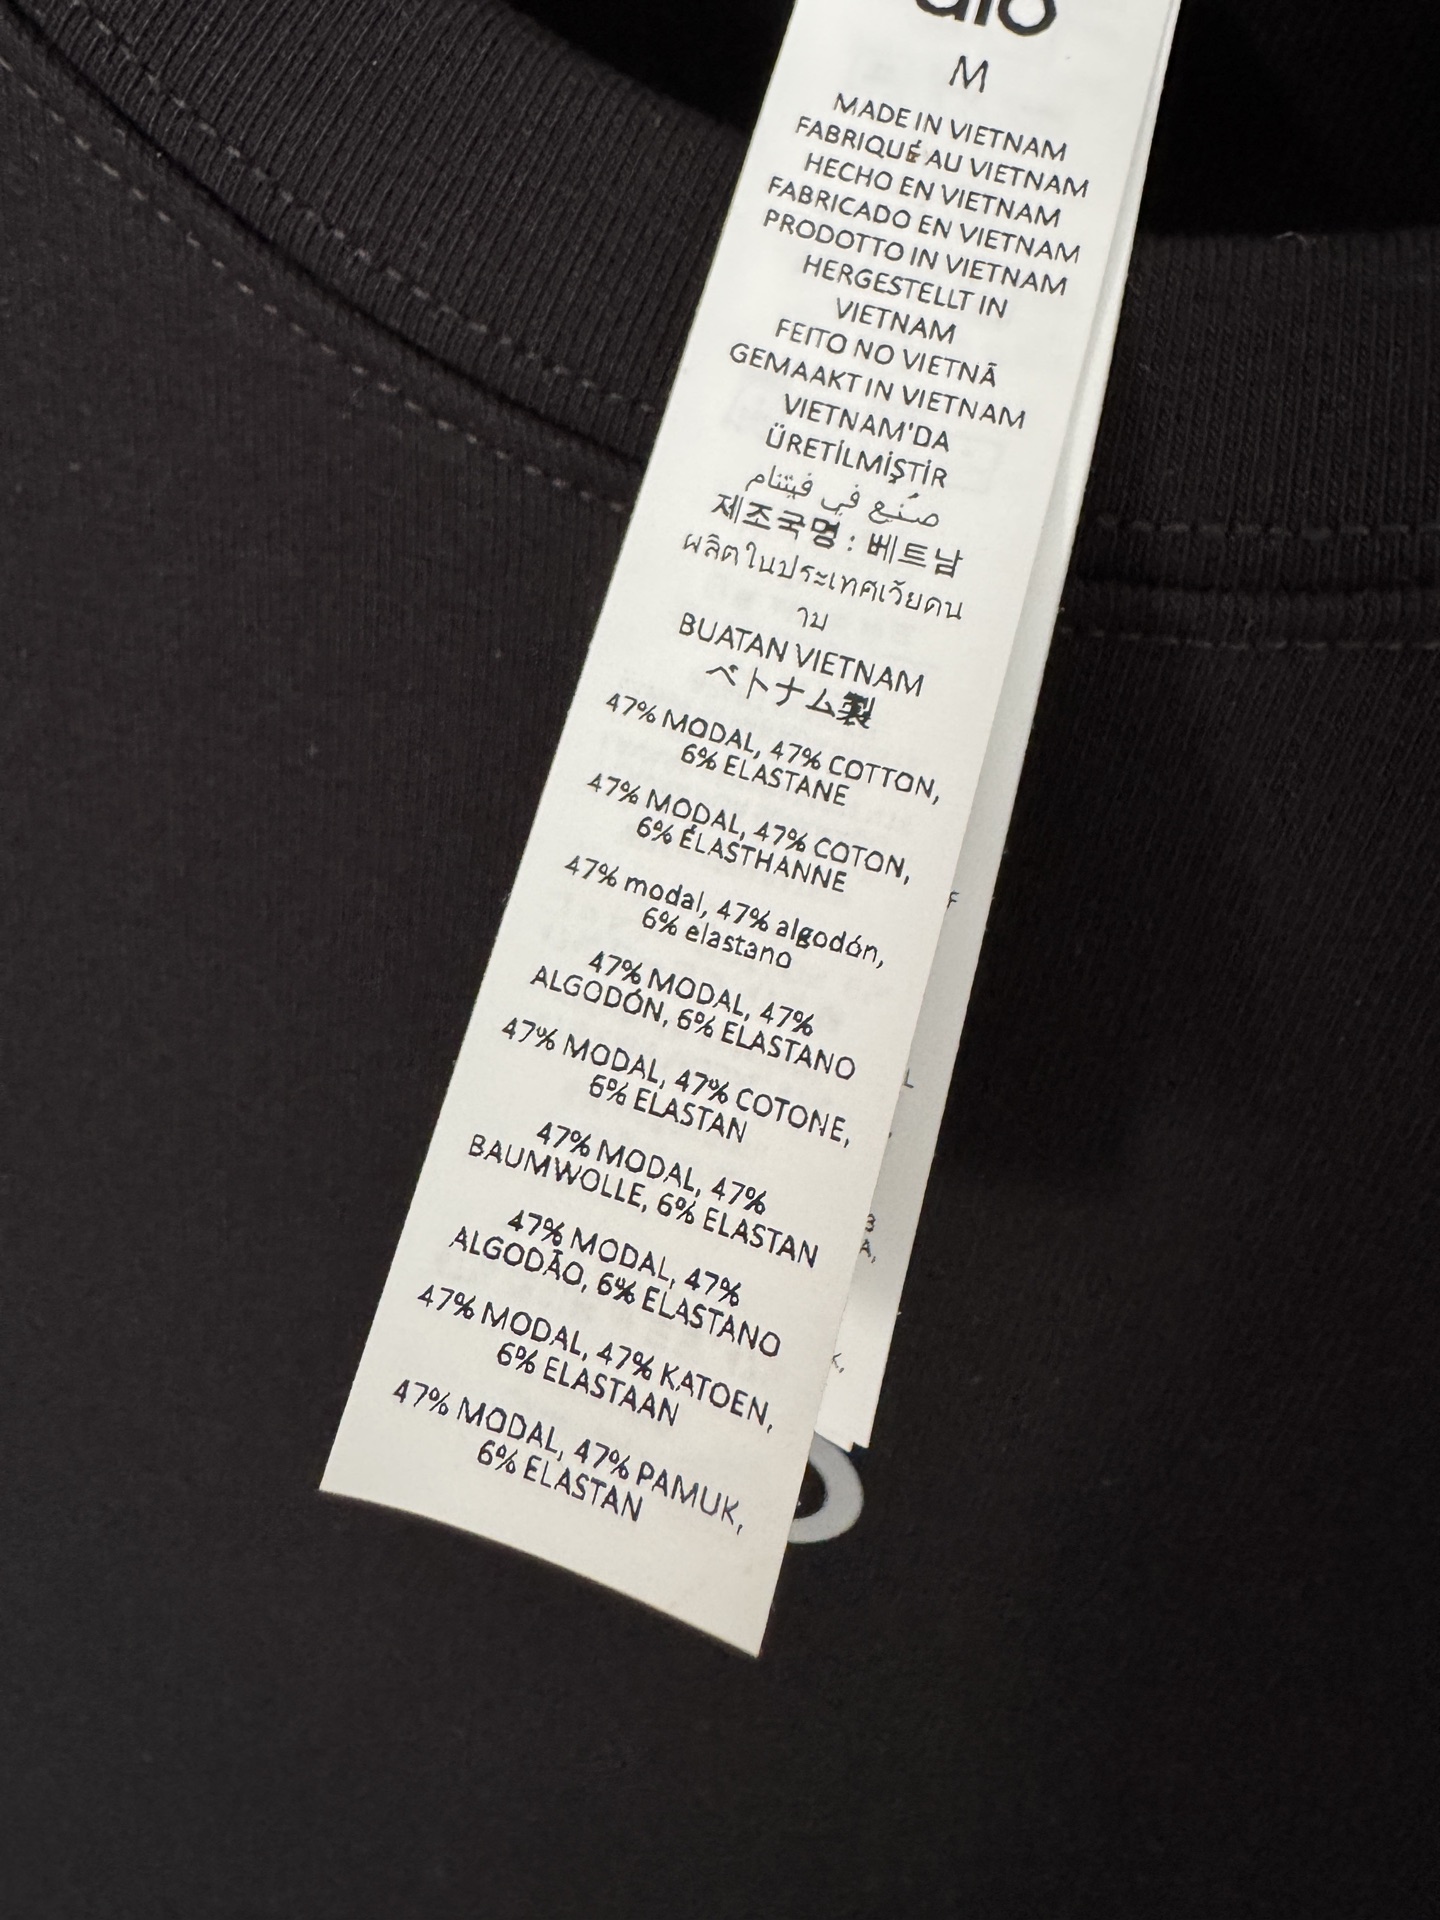 alo
M
MADE IN VIETNAM
FABRIQUÉ AU VIETNAM
HECHO EN VIETNAM
FABRICADO EN VIETNAM
PRODOTTO IN VIETNAM
HERGESTELLT IN
VIETNAM
FEITO NO VIETNÃ
GEMAAKT IN VIETNAM
VIETNAM'DA
ÜRETİLMİŞTİR
صُنع في فيتنام
제조국명 : 베트남
ผลิตในประเทศเวียดน
าม
BUATAN VIETNAM
ベトナム製
47% MODAL, 47% COTTON,
6% ELASTANE
47% MODAL, 47% COTON,
6% ÉLASTHANNE
47% modal, 47% algodón,
6% elastano
47% MODAL, 47%
ALGODÓN, 6% ELASTANO
47% MODAL, 47% COTONE,
6% ELASTAN
47% MODAL, 47%
BAUMWOLLE, 6% ELASTAN
47% MODAL, 47%
ALGODÃO, 6% ELASTANO
47% MODAL, 47% KATOEN,
6% ELASTAAN
47% MODAL, 47% PAMUK,
6% ELASTAN